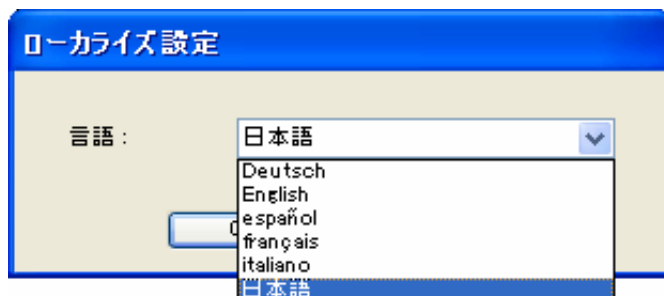 ローカライズ設定
言語 : 日本語
Deutsch
English
español
français
italiano
日本語